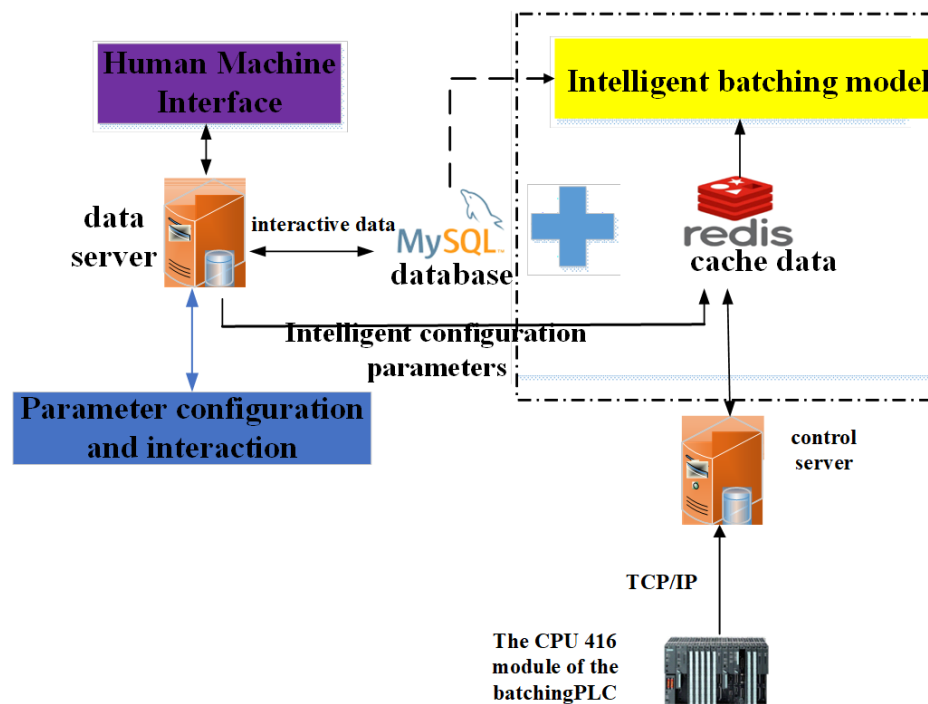 Human Machine
Interface
Intelligent batching model
data
server
interactive data
MySQL™
database
redis
cache data
Intelligent configuration
parameters
Parameter configuration
and interaction
control
server
TCP/IP
The CPU 416
module of the
batchingPLC